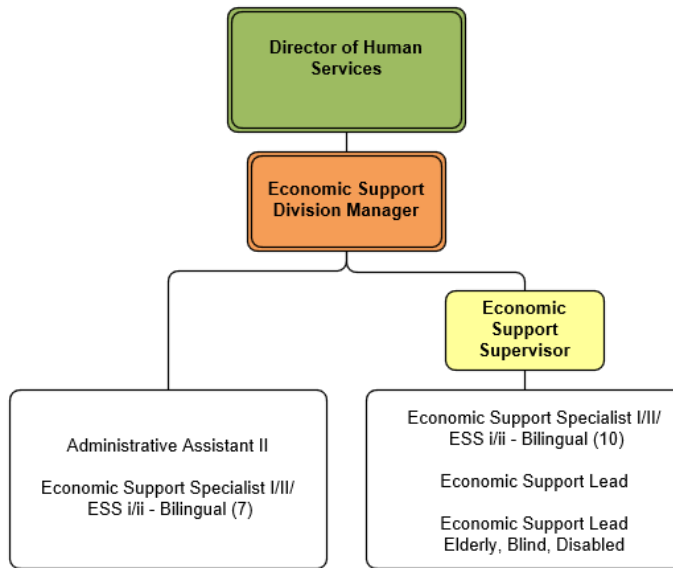 Director of Human
Services
Economic Support
Division Manager
Economic
Support
Supervisor
Administrative Assistant II
Economic Support Specialist I/II/
ESS i/ii - Bilingual (7)
Economic Support Specialist I/II/
ESS i/ii - Bilingual (10)
Economic Support Lead
Economic Support Lead
Elderly, Blind, Disabled